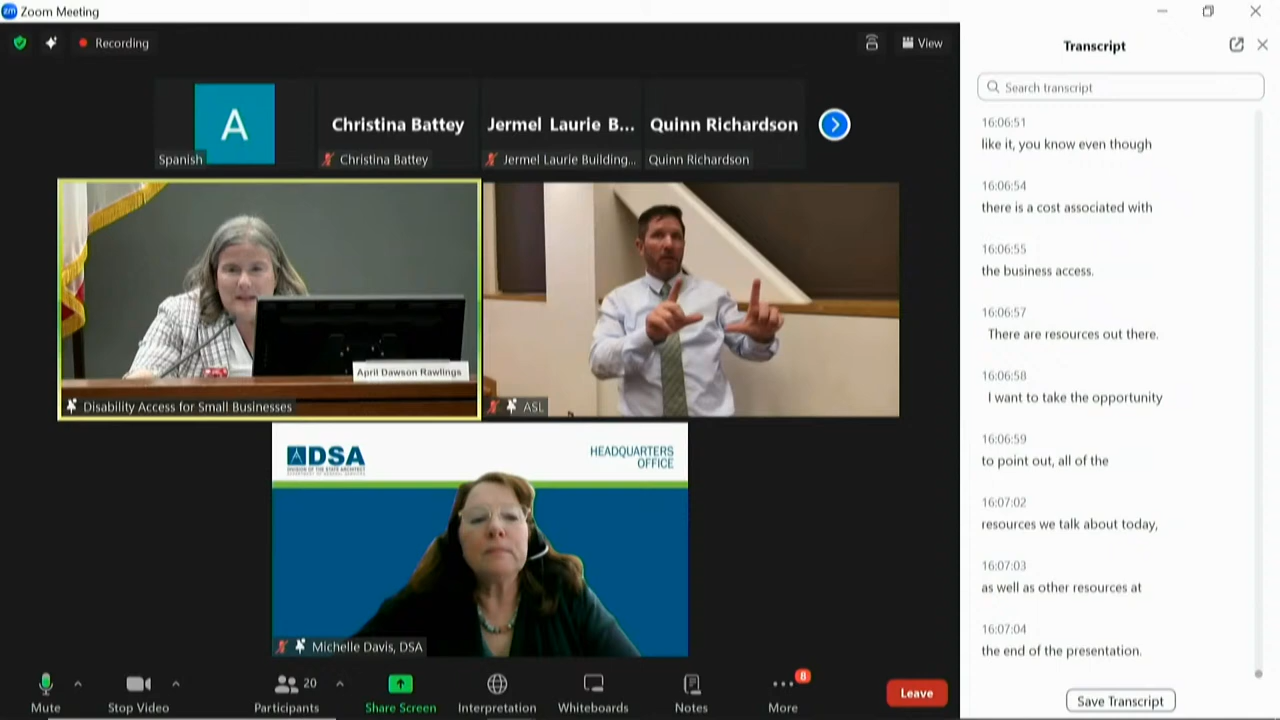 zm Zoom Meeting
Recording
View
Transcript
Search transcript
A
Spanish
Christina Battey
Christina Battey
Jermel Laurie B...
Jermel Laurie Building...
Quinn Richardson
Quinn Richardson
April Dawson Rawlings
Disability Access for Small Businesses
ASL
DSA
DIVISION OF THE STATE ARCHITECT
HEADQUARTERS
OFFICE
Michelle Davis, DSA
16:06:51
like it, you know even though
16:06:54
there is a cost associated with
16:06:55
the business access.
16:06:57
There are resources out there.
16:06:58
I want to take the opportunity
16:06:59
to point out, all of the
16:07:02
resources we talk about today,
16:07:03
as well as other resources at
16:07:04
the end of the presentation.
Save Transcript
Mute
Stop Video
20
Participants
Share Screen
Interpretation
Whiteboards
Notes
8
More
Leave